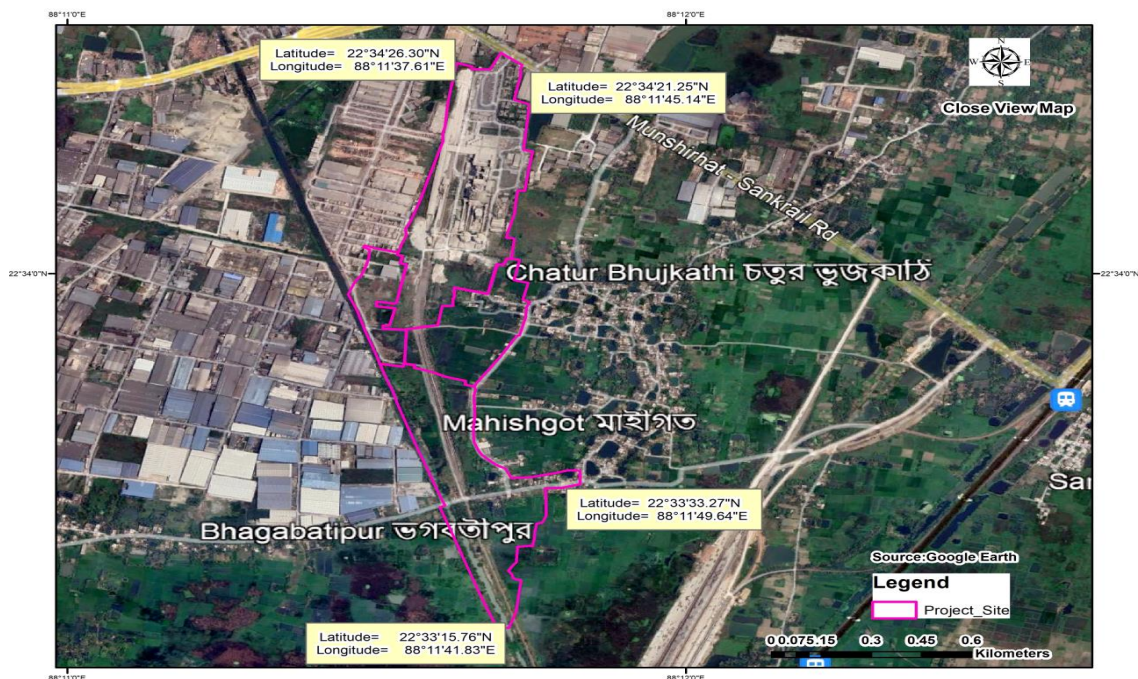 88°11'0"E
88°12'0"E
Latitude= 22°34'26.30"N
Longitude= 88°11'37.61"E
Latitude= 22°34'21.25"N
Longitude= 88°11'45.14"E
N
W E
S
Close View Map
Munshirhat - Sankrail Rd
22°34'0"N
22°34'0"N
Chatur Bhujkathi চতুর ভুজকাঠি
Mahishgot মাহীগত
San
Latitude= 22°33'33.27"N
Longitude= 88°11'49.64"E
Bhagabatipur ভগবতীপুর
Source:Google Earth
Legend
Project_Site
Latitude= 22°33'15.76"N
Longitude= 88°11'41.83"E
0 0.075.15 0.3 0.45 0.6
Kilometers
88°11'0"E
88°12'0"E